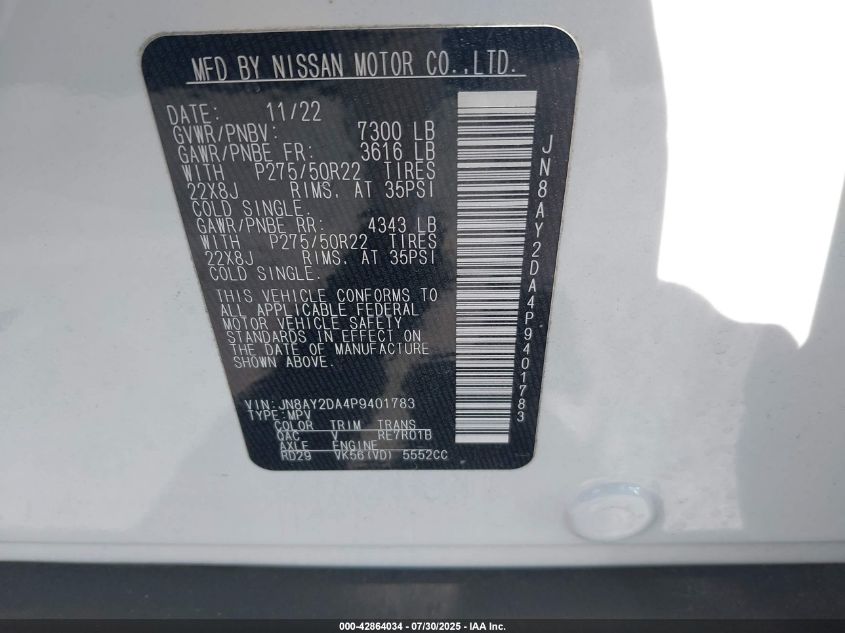 MFD BY NISSAN MOTOR CO.,LTD.
DATE: 11/22
GVWR/PNBV: 7300 LB
GAWR/PNBE FR: 3616 LB
WITH P275/50R22 TIRES
22X8J RIMS. AT 35PSI
COLD SINGLE.
GAWR/PNBE RR: 4343 LB
WITH P275/50R22 TIRES
22X8J RIMS. AT 35PSI
COLD SINGLE.
THIS VEHICLE CONFORMS TO
ALL APPLICABLE FEDERAL
MOTOR VEHICLE SAFETY
STANDARDS IN EFFECT ON
THE DATE OF MANUFACTURE
SHOWN ABOVE.
VIN:JN8AY2DA4P9401783
TYPE:MPV
COLOR TRIM TRANS
QAC V RE7R01B
AXLE ENGINE
RD29 VK56(VD) 5552CC
JN8AY2DA4P9401783
000-42864034 / 07/30/2025 - IAA Inc.